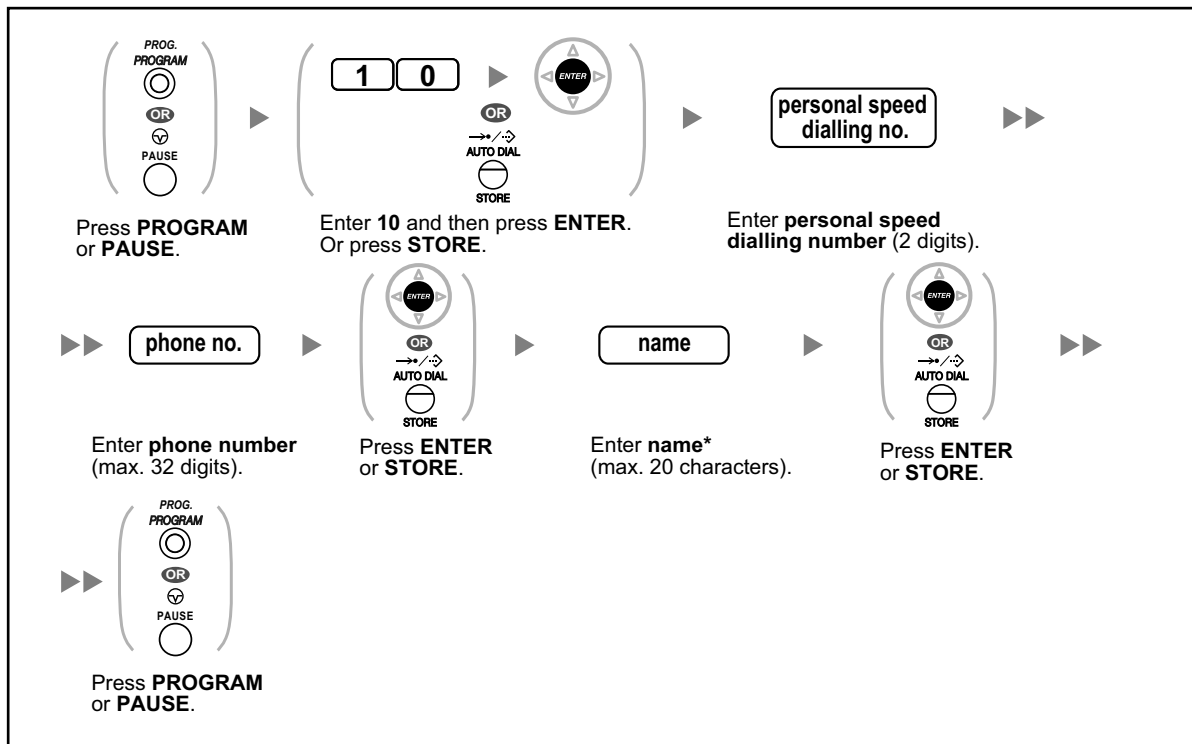 PROG.
PROGRAM
OR
PAUSE
Press PROGRAM
or PAUSE.
1 0
ENTER
OR
AUTO DIAL
STORE
Enter 10 and then press ENTER.
Or press STORE.
personal speed
dialling no.
Enter personal speed
dialling number (2 digits).
phone no.
Enter phone number
(max. 32 digits).
ENTER
OR
AUTO DIAL
STORE
Press ENTER
or STORE.
name
Enter name*
(max. 20 characters).
ENTER
OR
AUTO DIAL
STORE
Press ENTER
or STORE.
PROG.
PROGRAM
OR
PAUSE
Press PROGRAM
or PAUSE.